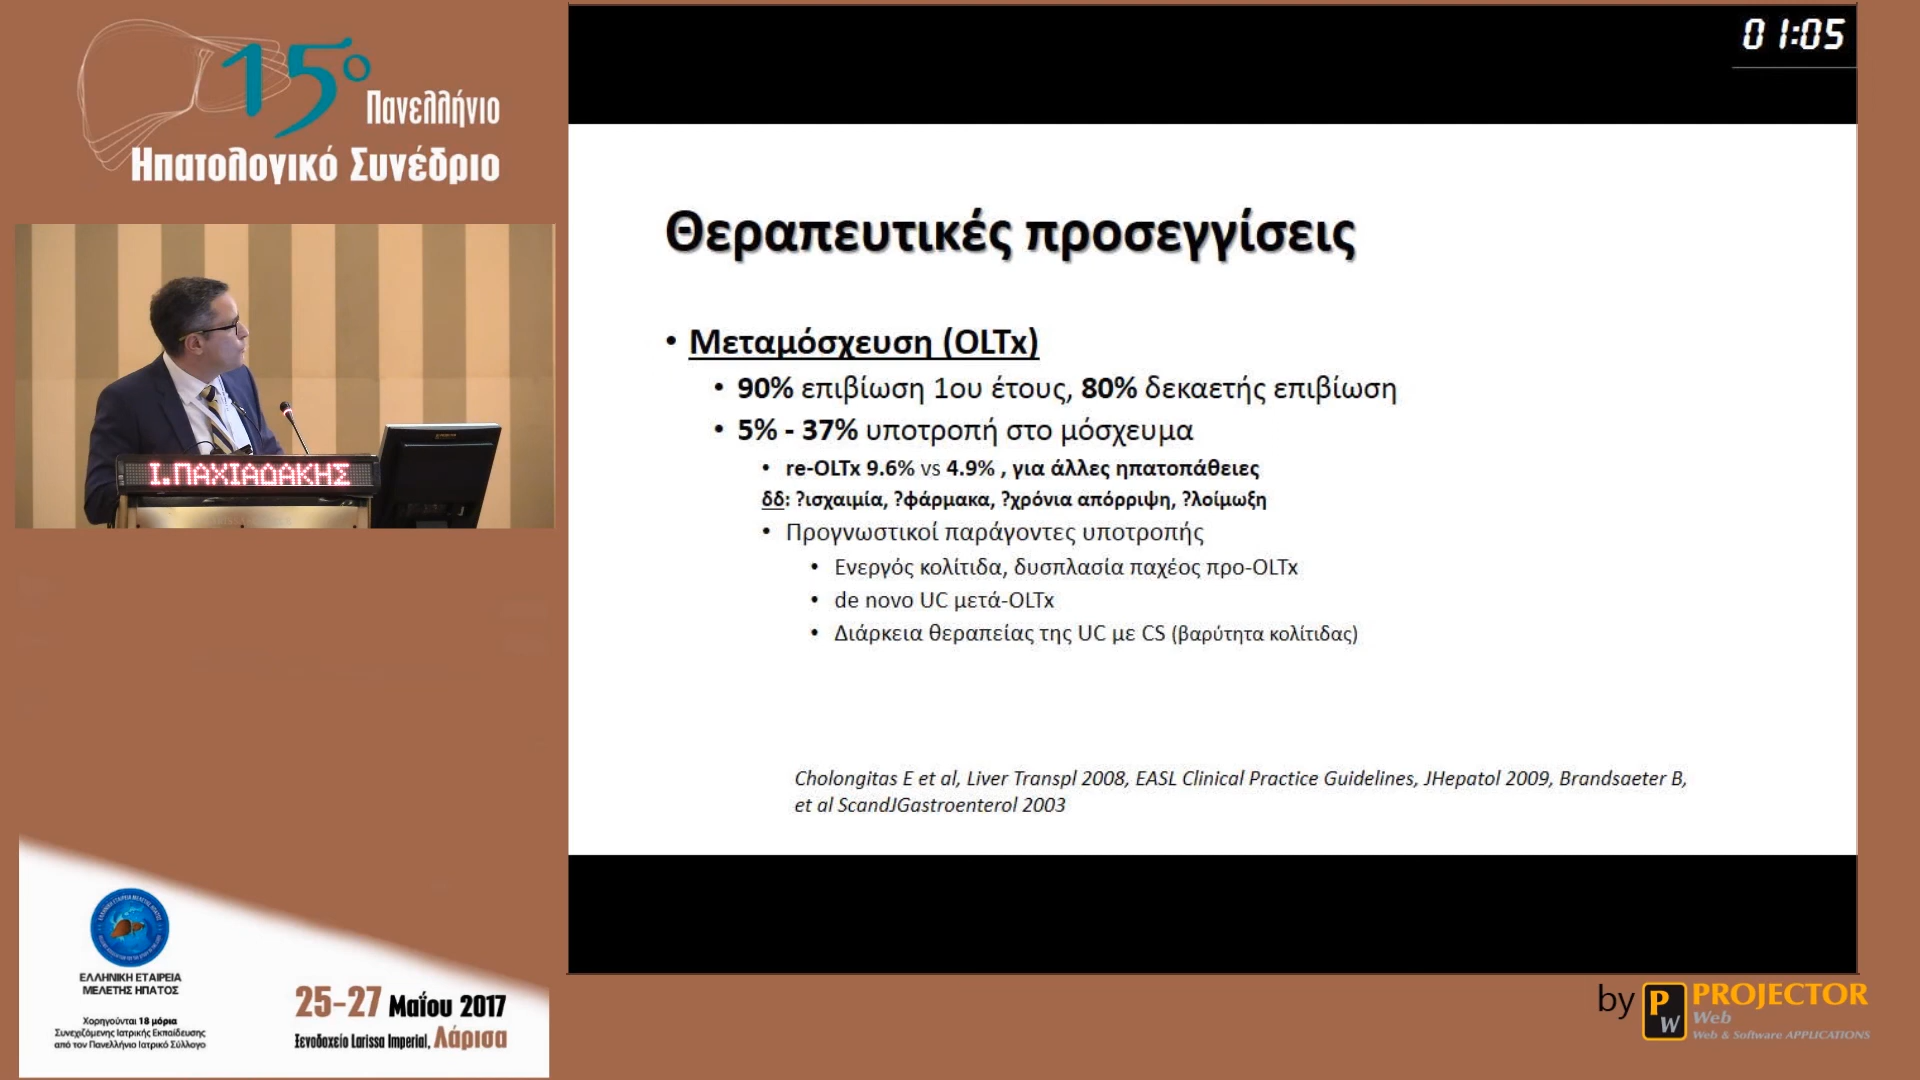 15ο
Πανελλήνιο
Ηπατολογικό Συνέδριο
Ι.ΠΑΧΙΑΔΑΚΗΣ
01:05
Θεραπευτικές προσεγγίσεις
• Μεταμόσχευση (OLTx)
• 90% επιβίωση 1ου έτους, 80% δεκαετής επιβίωση
• 5% - 37% υποτροπή στο μόσχευμα
• re-OLTx 9.6% vs 4.9% , για άλλες ηπατοπάθειες
δδ: ?ισχαιμία, ?φάρμακα, ?χρόνια απόρριψη, ?λοίμωξη
• Προγνωστικοί παράγοντες υποτροπής
• Ενεργός κολίτιδα, δυσπλασία παχέος προ-OLTx
• de novo UC μετά-OLTx
• Διάρκεια θεραπείας της UC με CS (βαρύτητα κολίτιδας)
Cholongitas E et al, Liver Transpl 2008, EASL Clinical Practice Guidelines, JHepatol 2009, Brandsaeter B,
et al ScandJGastroenterol 2003
ΕΛΛΗΝΙΚΗ ΕΤΑΙΡΕΙΑ
ΜΕΛΕΤΗΣ ΗΠΑΤΟΣ
Χορηγούνται 18 μόρια
Συνεχιζόμενης Ιατρικής Εκπαίδευσης
από τον Πανελλήνιο Ιατρικό Σύλλογο
25-27 Μαΐου 2017
Ξενοδοχείο Larissa Imperial, Λάρισα
by PW PROJECTOR
Web
Web & Software APPLICATIONS